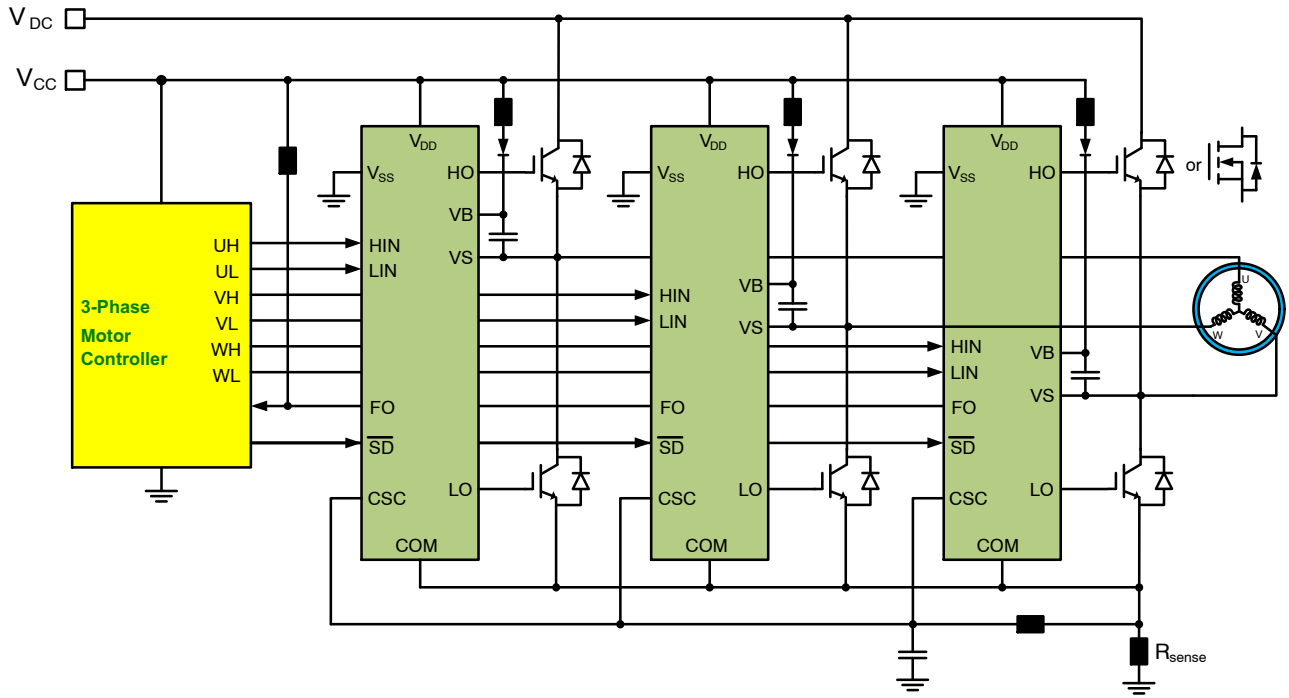 V DC
VCC
VDD
VDD
VDD
VSS
HO
VSS
HO
VSS
HO
or
VB
UH
HIN
UL
LIN
VS
VH
HIN
VB
U
3-Phase
Motor
Controller
VL
LIN
VS
W
V
WH
HIN
VB
WL
LIN
VS
FO
FO
FO
SD
SD
SD
LO
LO
LO
CSC
CSC
CSC
COM
COM
COM
Rsense